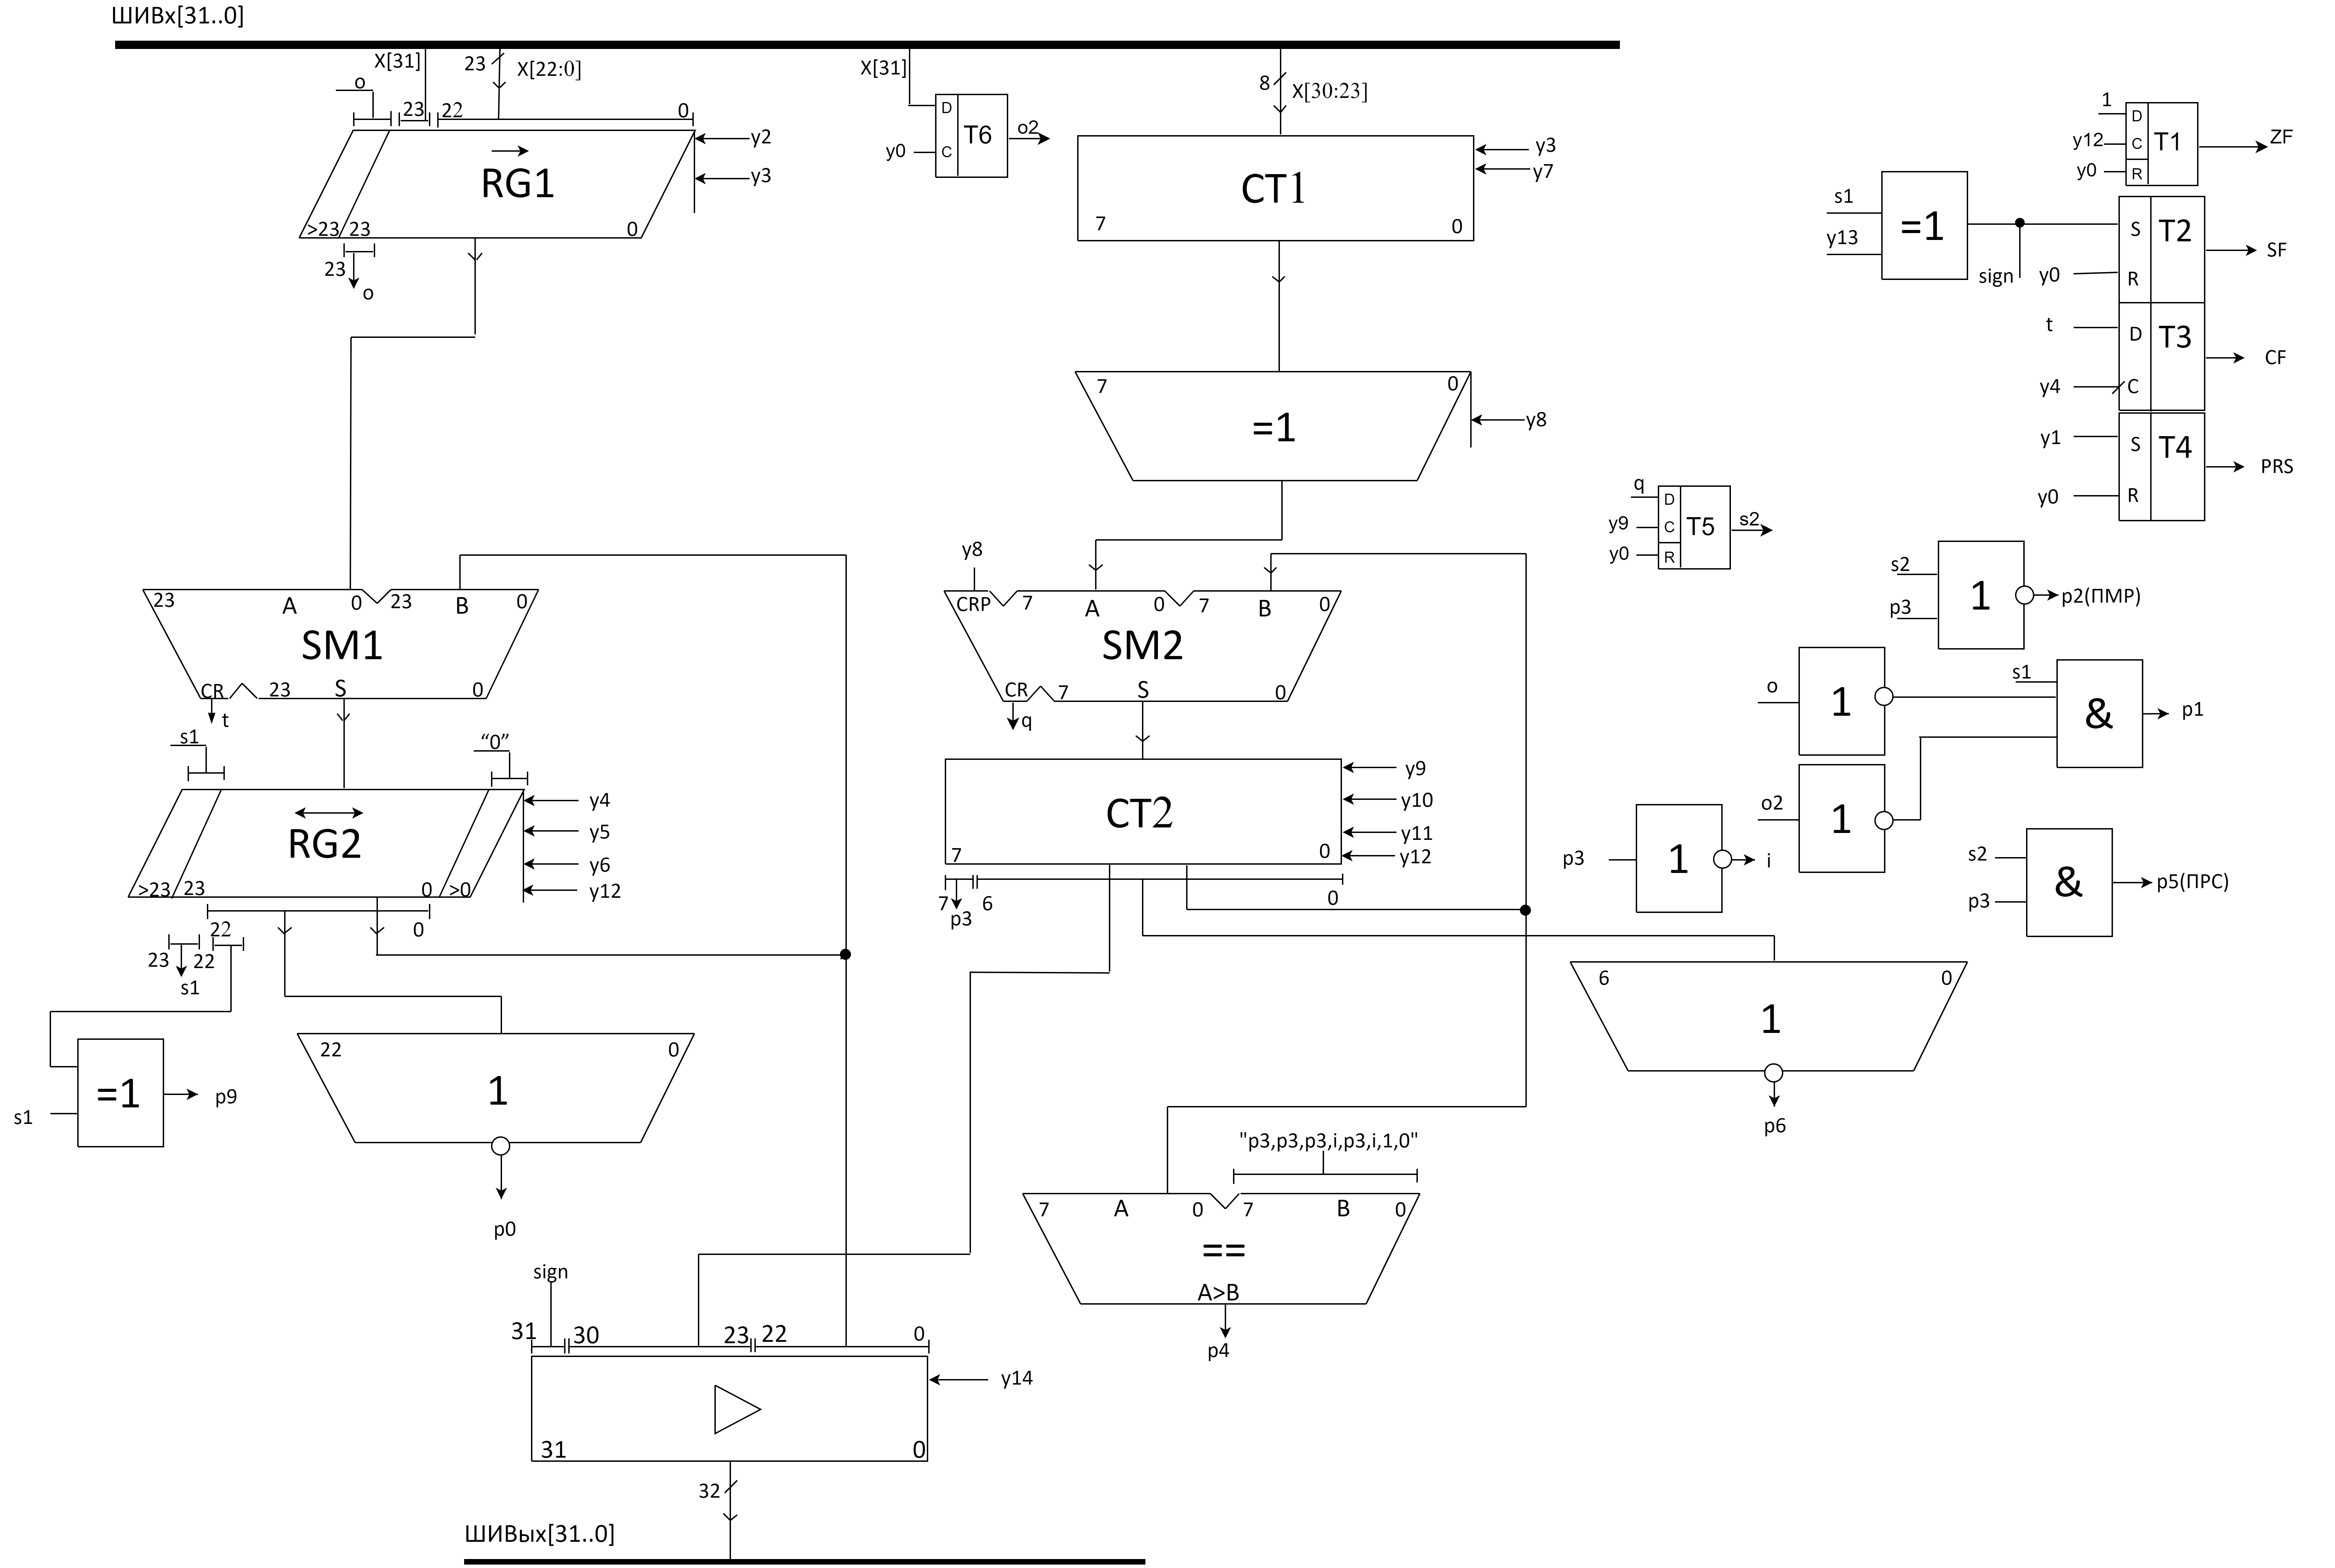 ШИВх[31..0]
X[31]
23
X[22:0]
o
23
22
0
y2
y3
RG1
>23
23
0
23
o
X[31]
D
T6
o2
y0
C
8
X[30:23]
y3
y7
CT1
7
0
7
0
=1
y8
1
D
y12
C
T1
ZF
y0
R
s1
y13
=1
sign
S
T2
SF
y0
R
t
D
T3
CF
y4
C
y1
S
T4
PRS
y0
R
q
D
y9
C
T5
s2
y0
R
23
A
0
23
B
0
SM1
CR
23
S
0
t
y8
CRP
7
A
0
7
B
0
SM2
CR
7
S
0
q
s2
p3
1
p2(ПМР)
s1
"0"
RG2
y4
y5
y6
y12
>23
23
0
>0
22
0
23
22
s1
CT2
y9
y10
y11
y12
7
0
7
6
0
p3
o
1
s1
&
p1
o2
1
p3
1
i
s2
p3
&
p5(ПРС)
=1
s1
p9
22
0
1
p0
6
0
1
p6
"p3,p3,p3,i,p3,i,1,0"
7
A
0
7
B
0
==
A>B
p4
sign
31
30
23
22
0
y14
31
0
32
ШИВых[31..0]